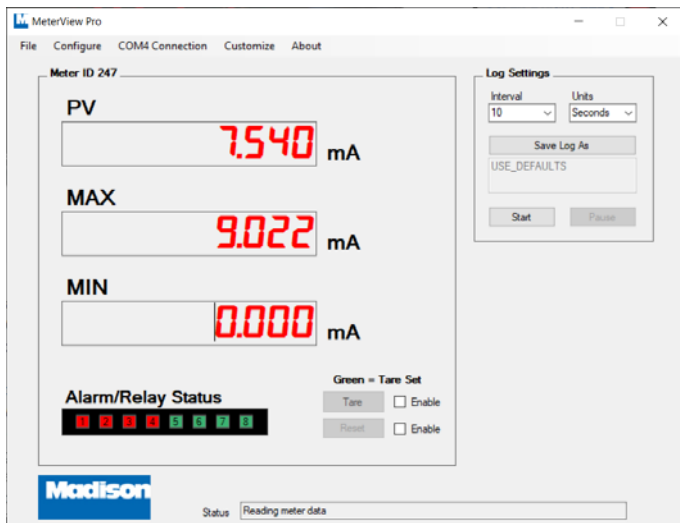 MeterView Pro
File Configure COM4 Connection Customize About
Meter ID 247
PV
7.540 mA
MAX
9.022 mA
MIN
0.000 mA
Alarm/Relay Status
1 2 3 4 5 6 7 8
Green = Tare Set
Tare Enable
Reset Enable
Log Settings
Interval Units
10 Seconds
Save Log As
USE_DEFAULTS
Start Pause
Madison
Status Reading meter data